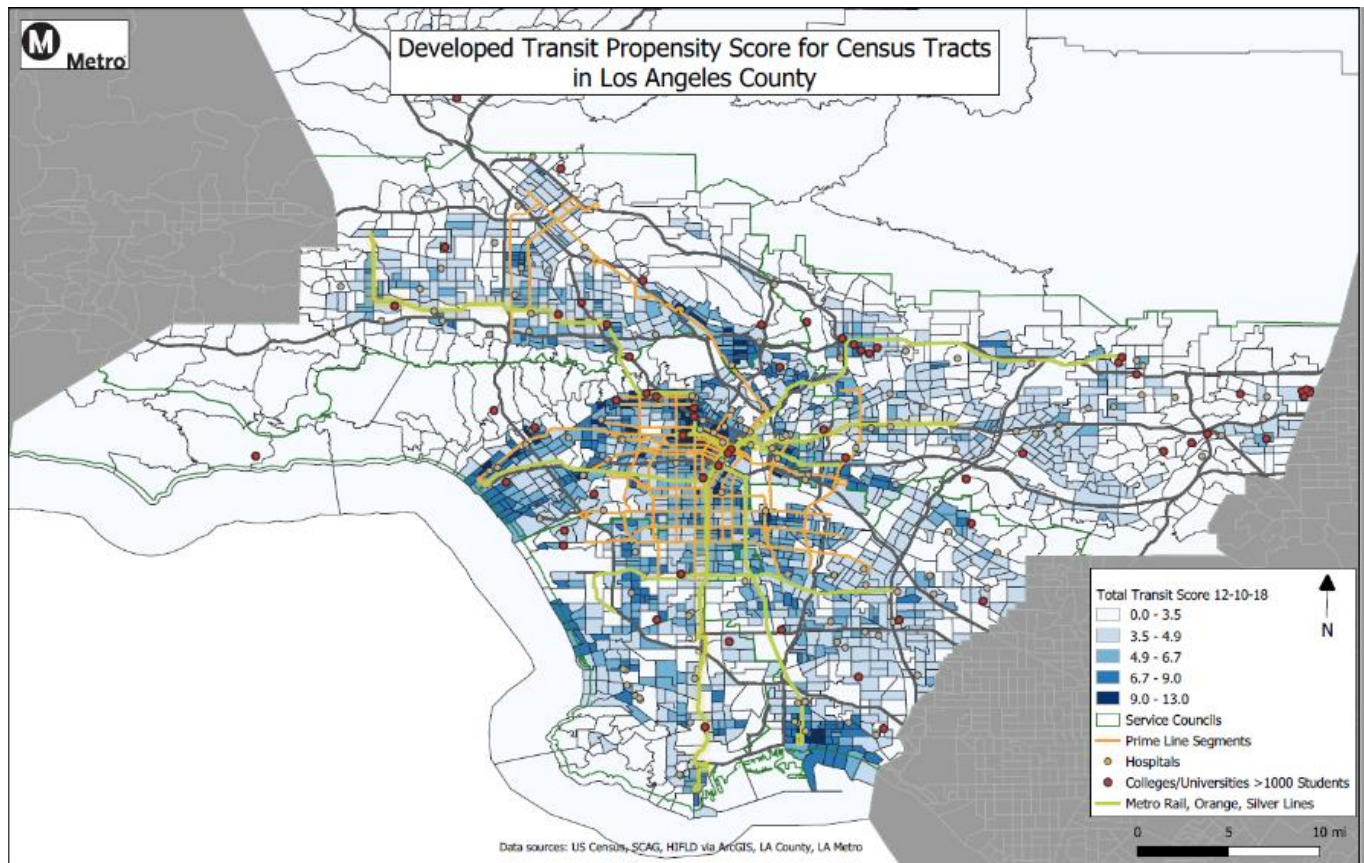 M
Metro
Developed Transit Propensity Score for Census Tracts
in Los Angeles County
Total Transit Score 12-10-18
0.0 - 3.5
3.5 - 4.9
4.9 - 6.7
6.7 - 9.0
9.0 - 13.0
Service Councils
Prime Line Segments
Hospitals
Colleges/Universities >1000 Students
Metro Rail, Orange, Silver Lines
N
0 5 10 mi
Data sources: US Census, SCAG, HIFLD via ArcGIS, LA County, LA Metro